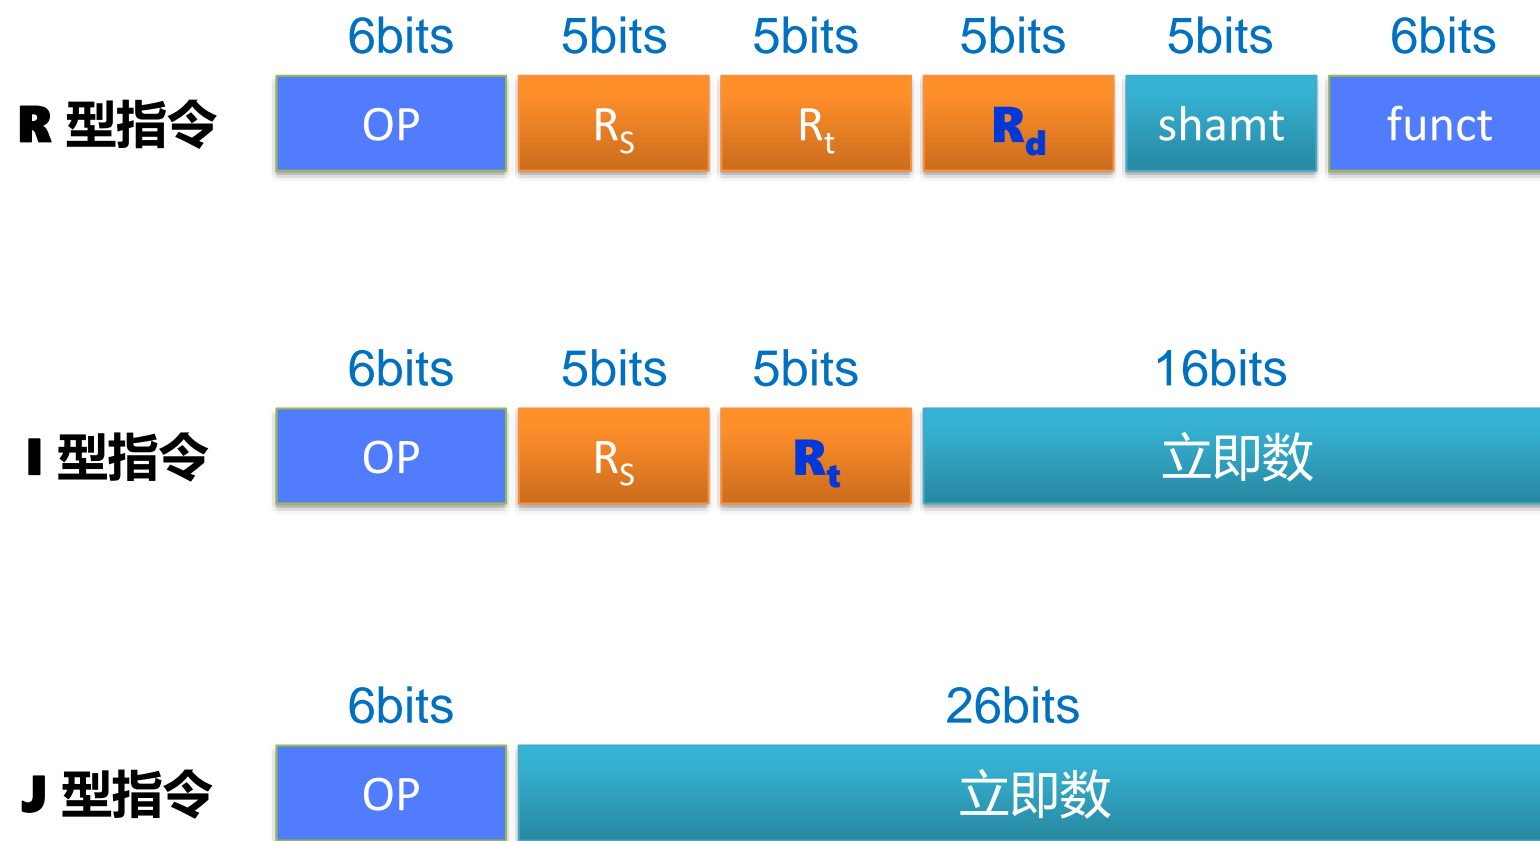 6bits 5bits 5bits 5bits 5bits 6bits
R 型指令 OP RS Rt Rd shamt funct
6bits 5bits 5bits 16bits
I 型指令 OP RS Rt 立即数
6bits 26bits
J 型指令 OP 立即数